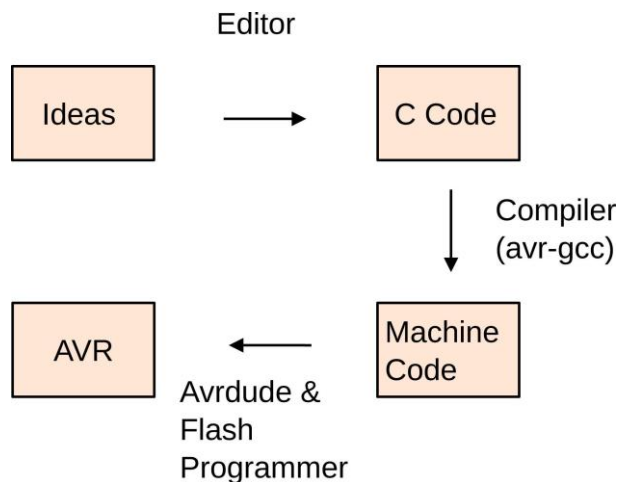 Editor
Ideas
C Code
Compiler
(avr-gcc)
AVR
Machine
Code
Avrdude &
Flash
Programmer